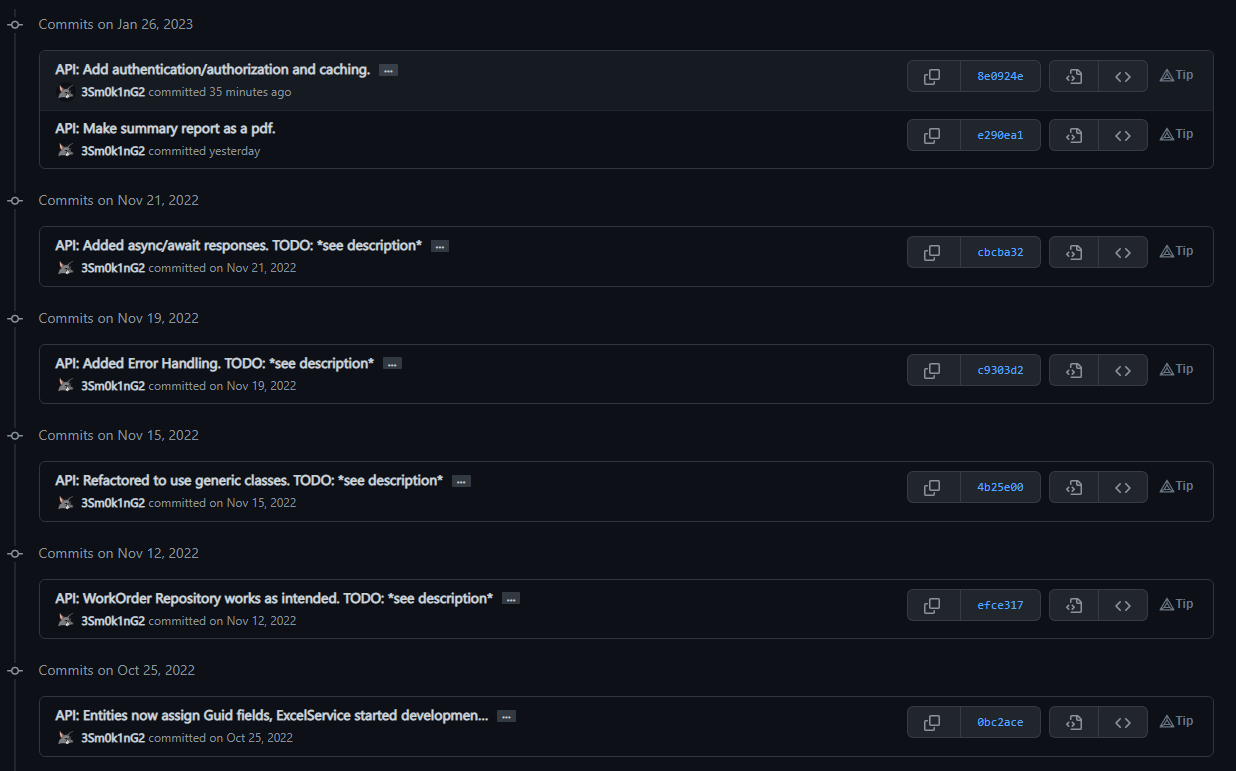 Commits on Jan 26, 2023
API: Add authentication/authorization and caching. ...
8e0924e
Tip
3Sm0k1nG2 committed 35 minutes ago
API: Make summary report as a pdf.
e290ea1
Tip
3Sm0k1nG2 committed yesterday
Commits on Nov 21, 2022
API: Added async/await responses. TODO: *see description* ...
cbcba32
Tip
3Sm0k1nG2 committed on Nov 21, 2022
Commits on Nov 19, 2022
API: Added Error Handling. TODO: *see description* ...
c9303d2
Tip
3Sm0k1nG2 committed on Nov 19, 2022
Commits on Nov 15, 2022
API: Refactored to use generic classes. TODO: *see description* ...
4b25e00
Tip
3Sm0k1nG2 committed on Nov 15, 2022
Commits on Nov 12, 2022
API: WorkOrder Repository works as intended. TODO: *see description* ...
efce317
Tip
3Sm0k1nG2 committed on Nov 12, 2022
Commits on Oct 25, 2022
API: Entities now assign Guid fields, ExcelService started developmen... ...
0bc2ace
Tip
3Sm0k1nG2 committed on Oct 25, 2022